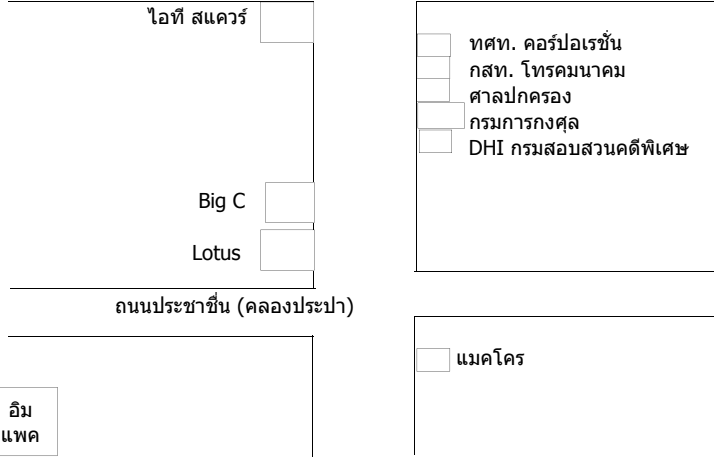 ไอที สแควร์
ทศท. คอร์ปอเรชั่น
กสท. โทรคมนาคม
ศาลปกครอง
กรมการกงศุล
DHI กรมสอบสวนคดีพิเศษ
Big C
Lotus
ถนนประชาชื่น (คลองประปา)
แมคโคร
อิม
แพค